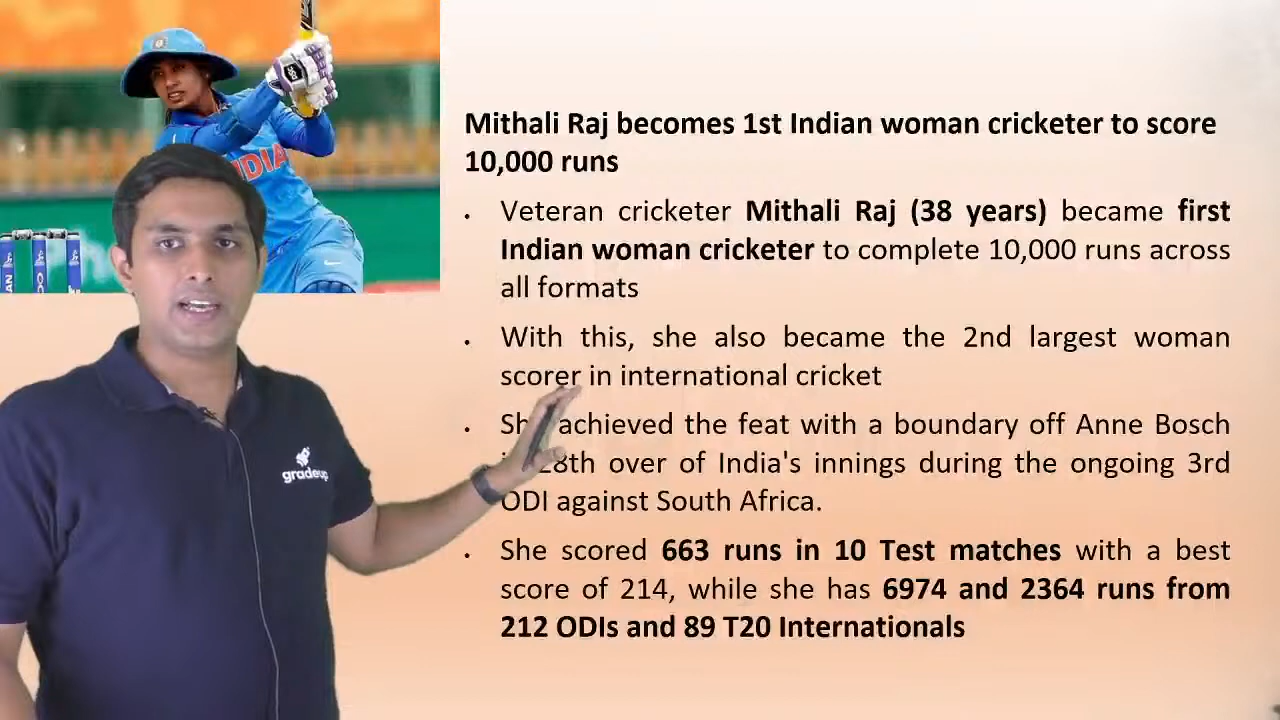 INDIA
Mithali Raj becomes 1st Indian woman cricketer to score
10,000 runs
• Veteran cricketer Mithali Raj (38 years) became first
Indian woman cricketer to complete 10,000 runs across
all formats
• With this, she also became the 2nd largest woman
scorer in international cricket
• She achieved the feat with a boundary off Anne Bosch
28th over of India's innings during the ongoing 3rd
ODI against South Africa.
• She scored 663 runs in 10 Test matches with a best
score of 214, while she has 6974 and 2364 runs from
212 ODIs and 89 T20 Internationals
gradeup